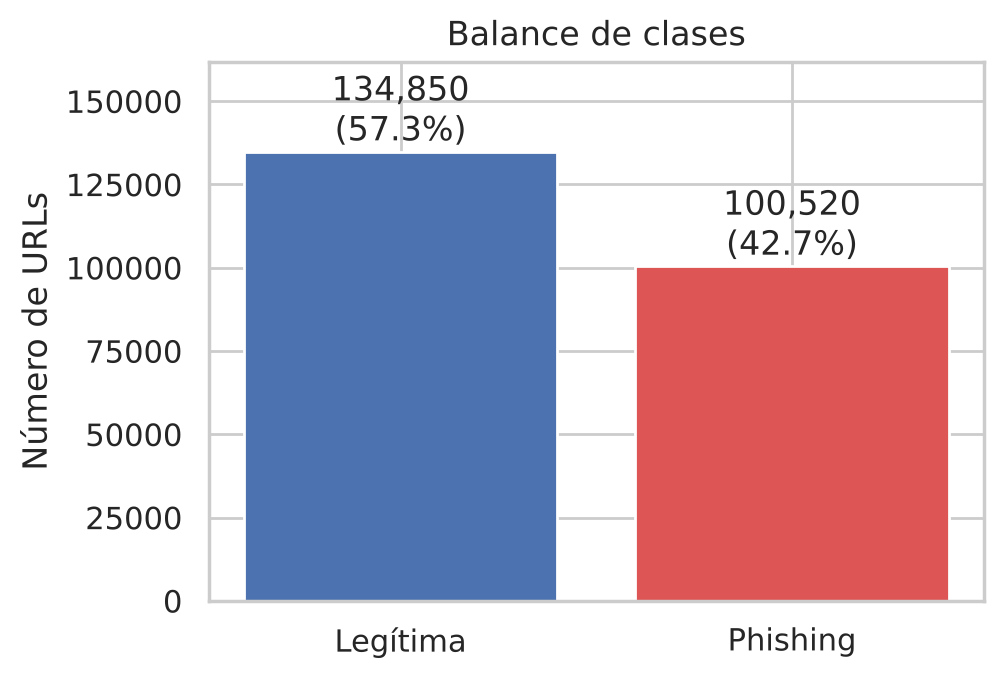 Balance de clases
Número de URLs
150000
125000
100000
75000
50000
25000
0
134,850
(57.3%)
100,520
(42.7%)
Legítima
Phishing